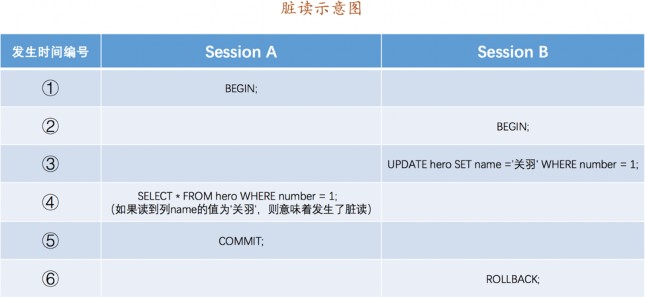 脏读示意图
发生时间编号 Session A Session B
① BEGIN;
② BEGIN;
③ UPDATE hero SET name ='关羽' WHERE number = 1;
④ SELECT * FROM hero WHERE number = 1;
（如果读到列name的值为'关羽'，则意味着发生了脏读）
⑤ COMMIT;
⑥ ROLLBACK;